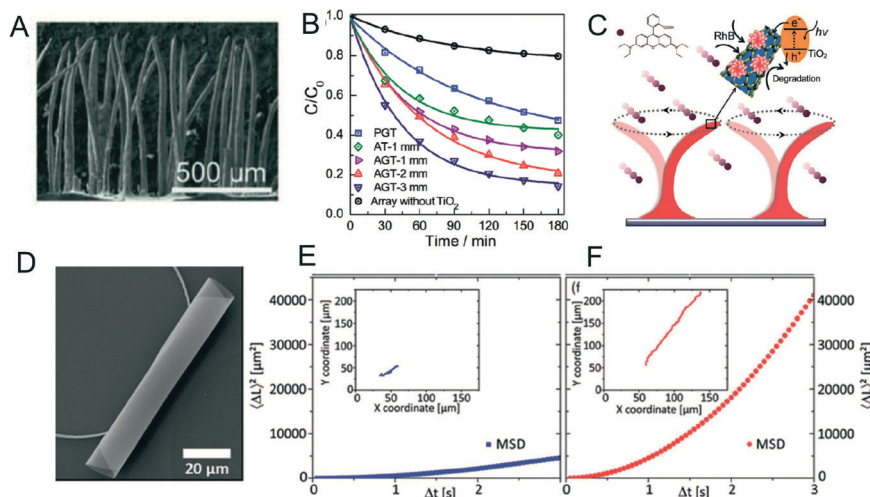 A
500 µm
B
C/C0
1.0
0.8
0.6
0.4
0.2
0.0
PGT
AT-1 mm
AGT-1 mm
AGT-2 mm
AGT-3 mm
Array without TiO2
0 30 60 90 120 150 180
Time / min
C
COOH
RhB
e-
hv
TiO2
h+
Degradation
D
20 µm
E
⟨ΔL⟩² [µm²]
40000
30000
20000
10000
0
Y coordinate [µm]
200
150
100
50
0
0 50 100 150
X coordinate [µm]
MSD
0 1 2
Δt [s]
F
(f
Y coordinate [µm]
200
150
100
50
0
0 50 100 150
X coordinate [µm]
MSD
0 1 2 3
Δt [s]
40000
30000
20000
10000
0
⟨ΔL⟩² [µm²]